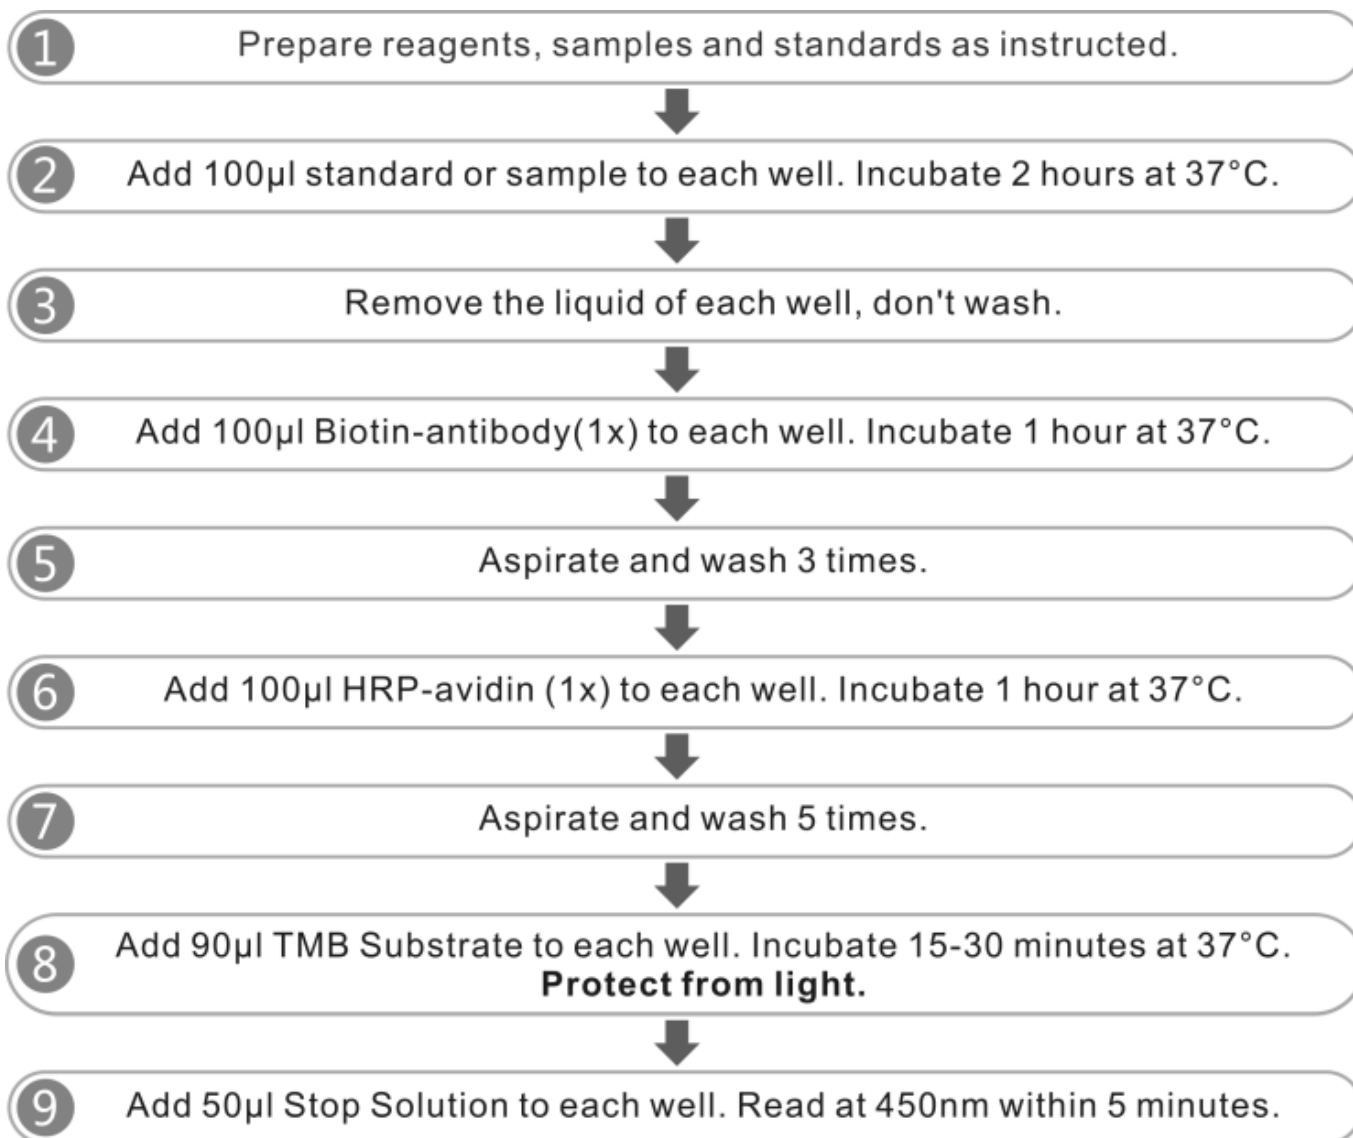 1 Prepare reagents, samples and standards as instructed.
2 Add 100µl standard or sample to each well. Incubate 2 hours at 37°C.
3 Remove the liquid of each well, don't wash.
4 Add 100µl Biotin-antibody(1x) to each well. Incubate 1 hour at 37°C.
5 Aspirate and wash 3 times.
6 Add 100µl HRP-avidin (1x) to each well. Incubate 1 hour at 37°C.
7 Aspirate and wash 5 times.
8 Add 90µl TMB Substrate to each well. Incubate 15-30 minutes at 37°C.
Protect from light.
9 Add 50µl Stop Solution to each well. Read at 450nm within 5 minutes.